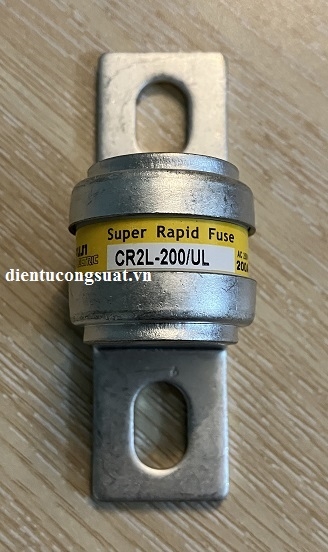 Super Rapid Fuse
CR2L-200/UL
dientucongsuat.vn